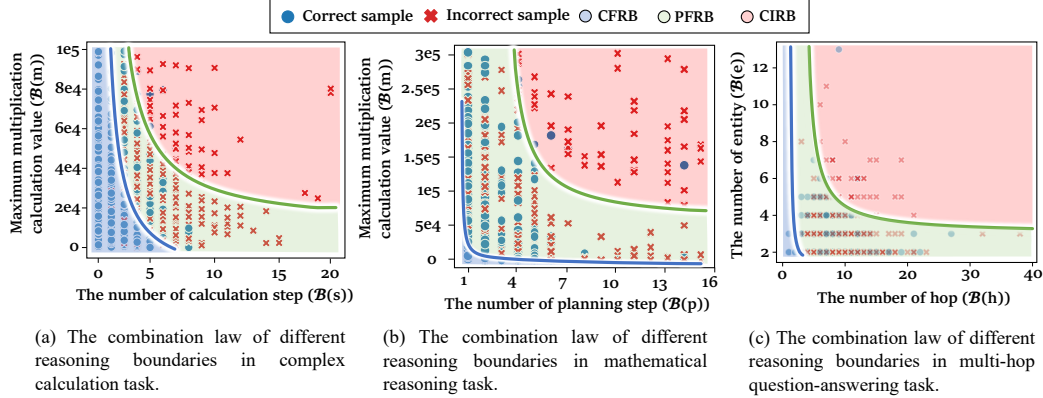 Correct sample Incorrect sample CFRB PFRB CIRB
Maximum multiplication
calculation value (B(m))
1e5
8e4
6e4
4e4
2e4
0
0 5 10 15 20
The number of calculation step (B(s))
(a) The combination law of different
reasoning boundaries in complex
calculation task.
Maximum multiplication
calculation value (B(m))
3e5
2.5e5
2e5
1.5e5
1e5
5e4
0
1 4 7 10 13 16
The number of planning step (B(p))
(b) The combination law of different
reasoning boundaries in mathematical
reasoning task.
The number of entity (B(e))
12
10
8
6
4
2
0 10 20 30 40
The number of hop (B(h))
(c) The combination law of different
reasoning boundaries in multi-hop
question-answering task.